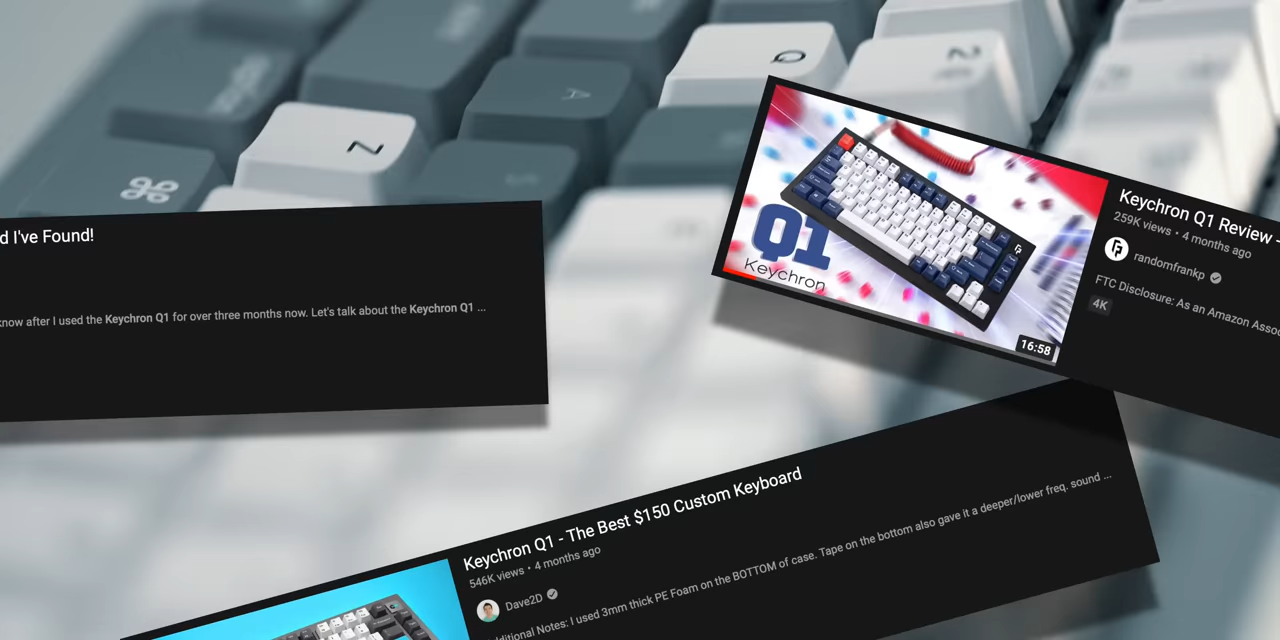 Q
A
Z
⌘
d I've Found!
know after I used the Keychron Q1 for over three months now. Let's talk about the Keychron Q1 ...
Q1
Keychron
16:58
Keychron Q1 Review -
259K views • 4 months ago
randomfrankp
FTC Disclosure: As an Amazon Assoc
4K
Keychron Q1 - The Best $150 Custom Keyboard
546K views • 4 months ago
Dave2D
ditional Notes: I used 3mm thick PE Foam on the BOTTOM of case. Tape on the bottom also gave it a deeper/lower freq. sound ...